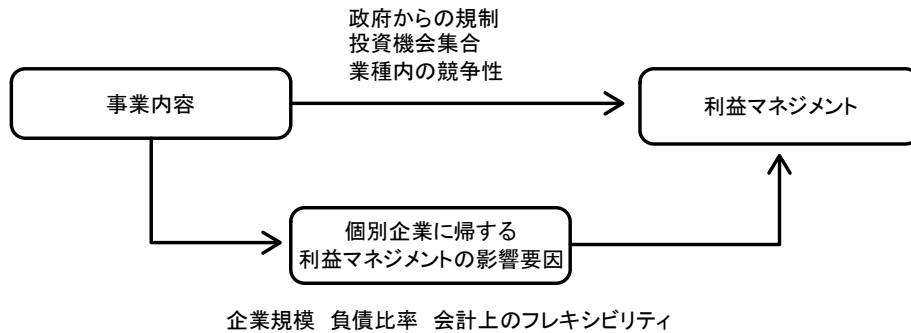 政府からの規制
投資機会集合
業種内の競争性
事業内容
利益マネジメント
個別企業に帰する
利益マネジメントの影響要因
企業規模 負債比率 会計上のフレキシビリティ